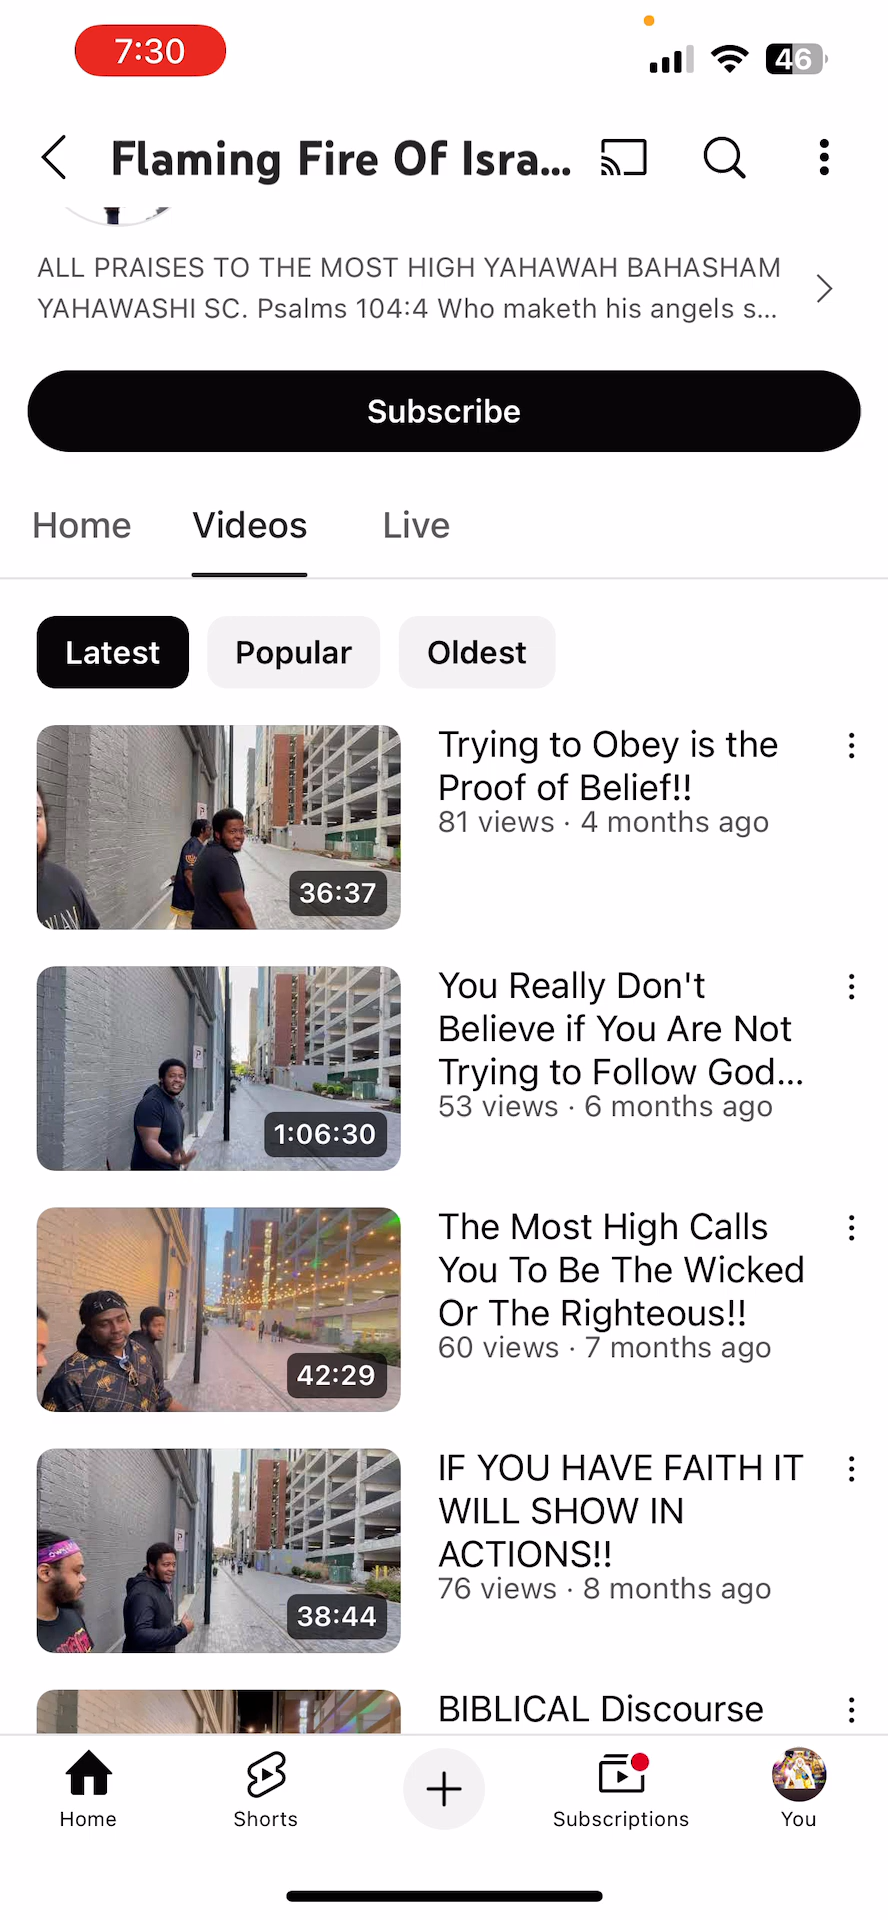 7:30
46
Flaming Fire Of Isra...
ALL PRAISES TO THE MOST HIGH YAHAWAH BAHASHAM
YAHAWASHI SC. Psalms 104:4 Who maketh his angels s...
Subscribe
Home Videos Live
Latest Popular Oldest
36:37
Trying to Obey is the
Proof of Belief!!
81 views · 4 months ago
1:06:30
You Really Don't
Believe if You Are Not
Trying to Follow God...
53 views · 6 months ago
42:29
The Most High Calls
You To Be The Wicked
Or The Righteous!!
60 views · 7 months ago
38:44
IF YOU HAVE FAITH IT
WILL SHOW IN
ACTIONS!!
76 views · 8 months ago
BIBLICAL Discourse
Home Shorts Subscriptions You